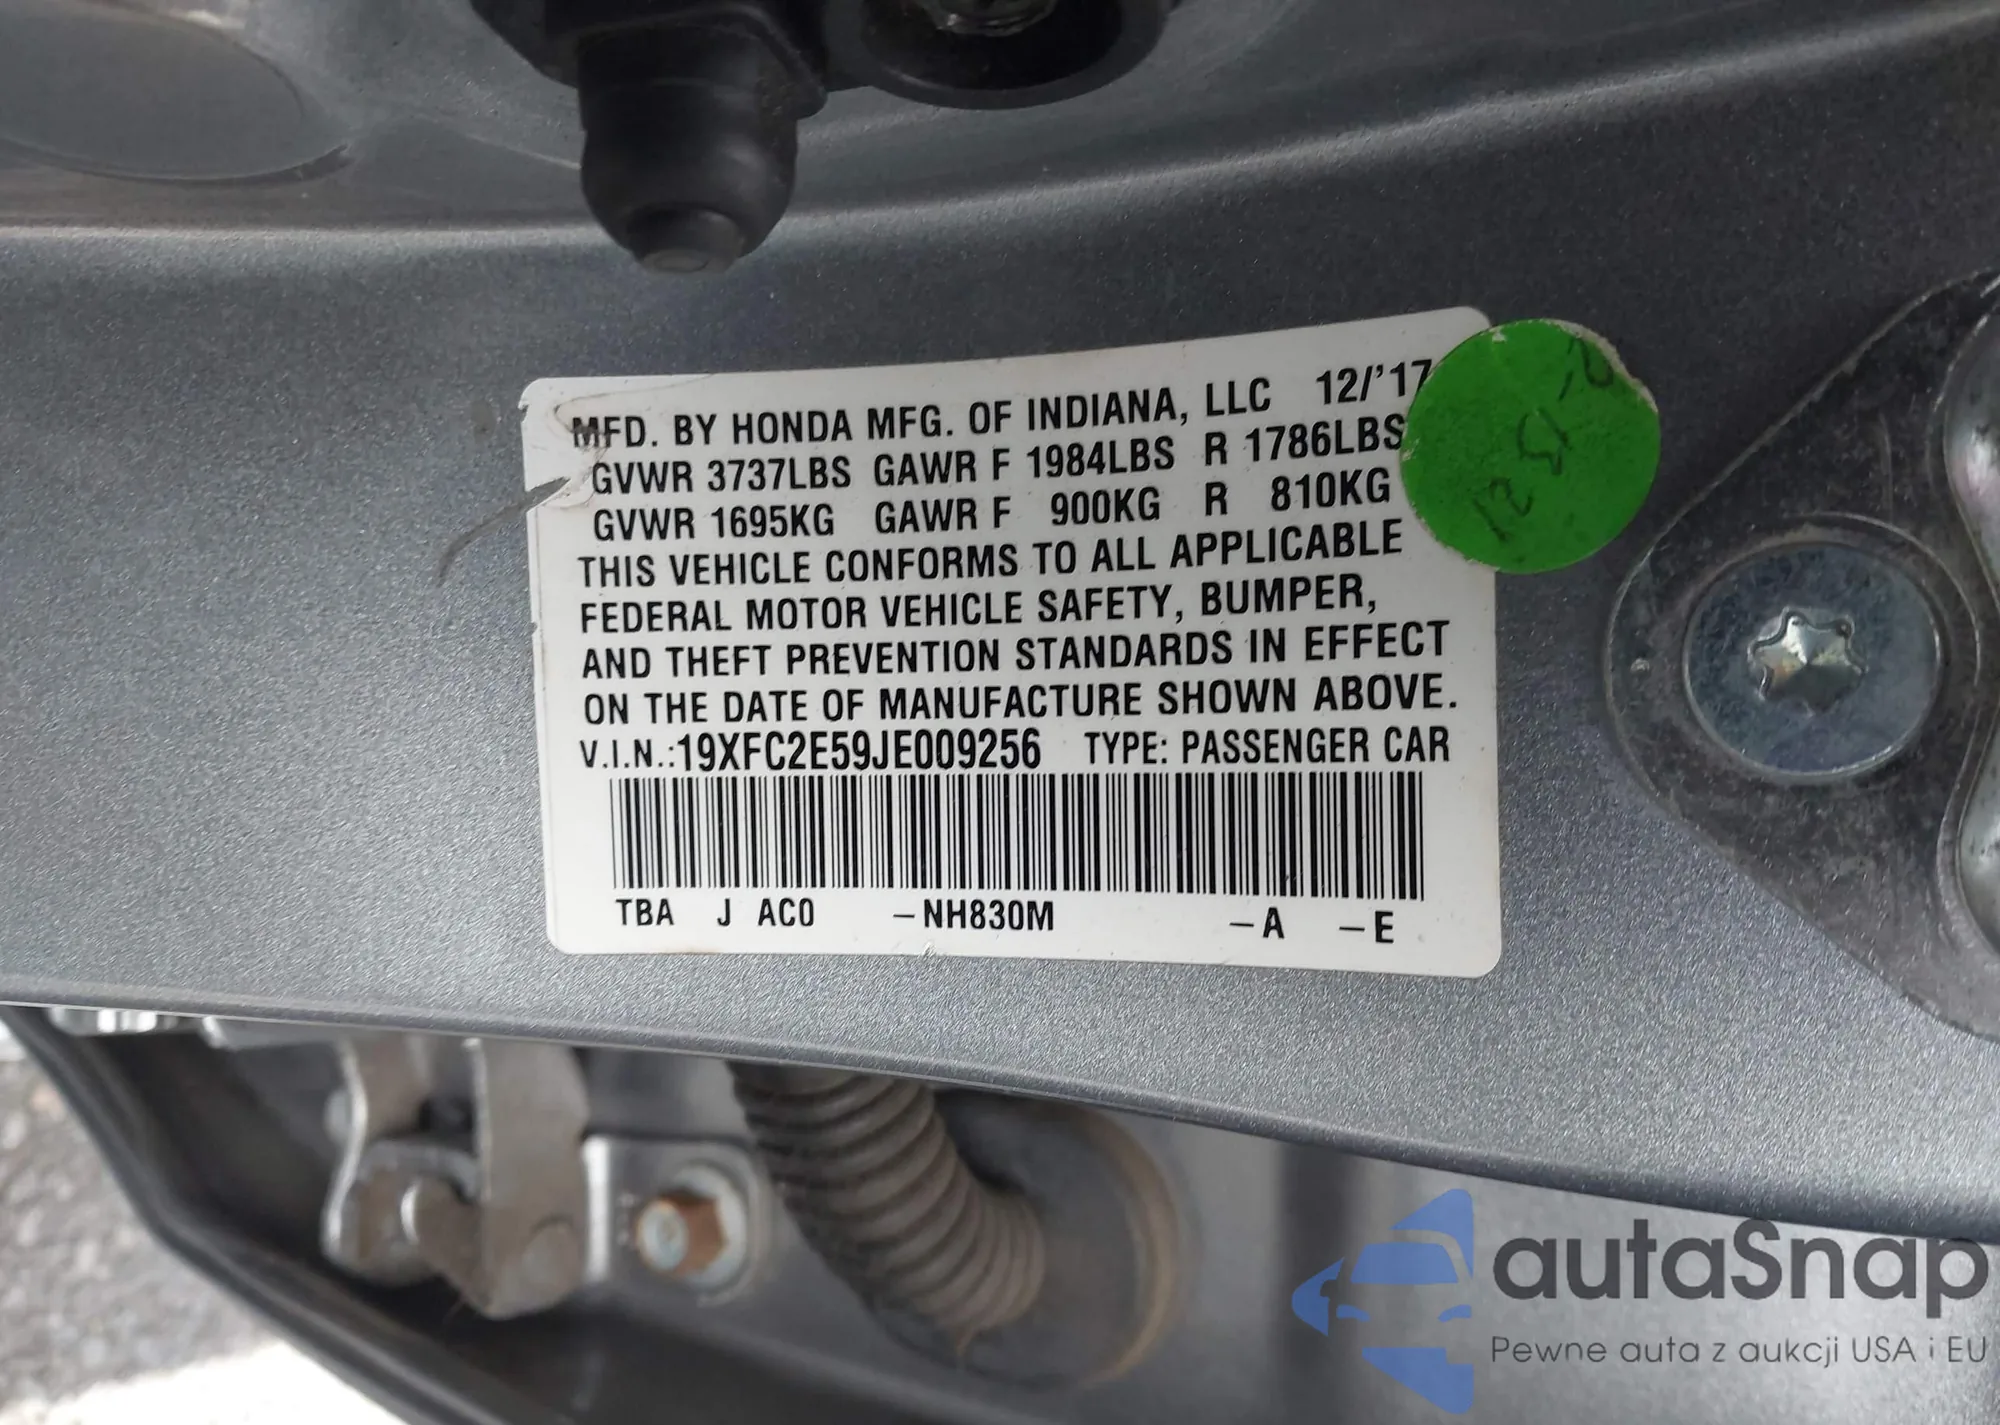 MFD. BY HONDA MFG. OF INDIANA, LLC 12/'17
GVWR 3737LBS GAWR F 1984LBS R 1786LBS
GVWR 1695KG GAWR F 900KG R 810KG
THIS VEHICLE CONFORMS TO ALL APPLICABLE
FEDERAL MOTOR VEHICLE SAFETY, BUMPER,
AND THEFT PREVENTION STANDARDS IN EFFECT
ON THE DATE OF MANUFACTURE SHOWN ABOVE.
V.I.N.:19XFC2E59JE009256 TYPE: PASSENGER CAR
TBA J AC0 –NH830M –A –E
autaSnap
Pewne auta z aukcji USA i EU